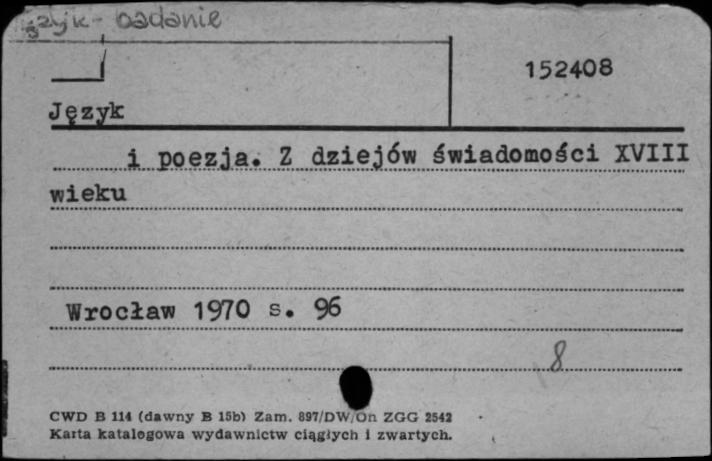 język - badanie
152408
Język
i poezja. Z dziejów świadomości XVIII
wieku
Wrocław 1970 s. 96
8
CWD B 114 (dawny B 15b) Zam. 897/DW/On ZGG 2542
Karta katalogowa wydawnictw ciągłych i zwartych.